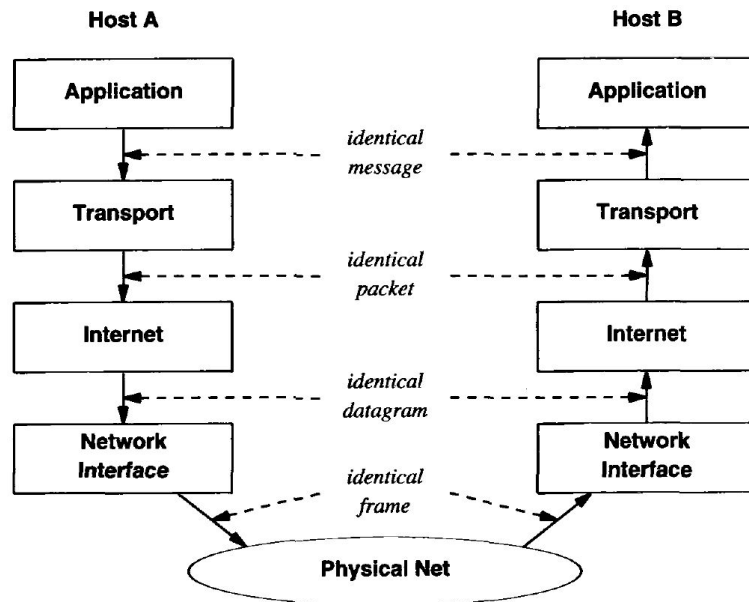 Host A
Host B
Application
Application
identical
message
Transport
Transport
identical
packet
Internet
Internet
identical
datagram
Network
Interface
Network
Interface
identical
frame
Physical Net